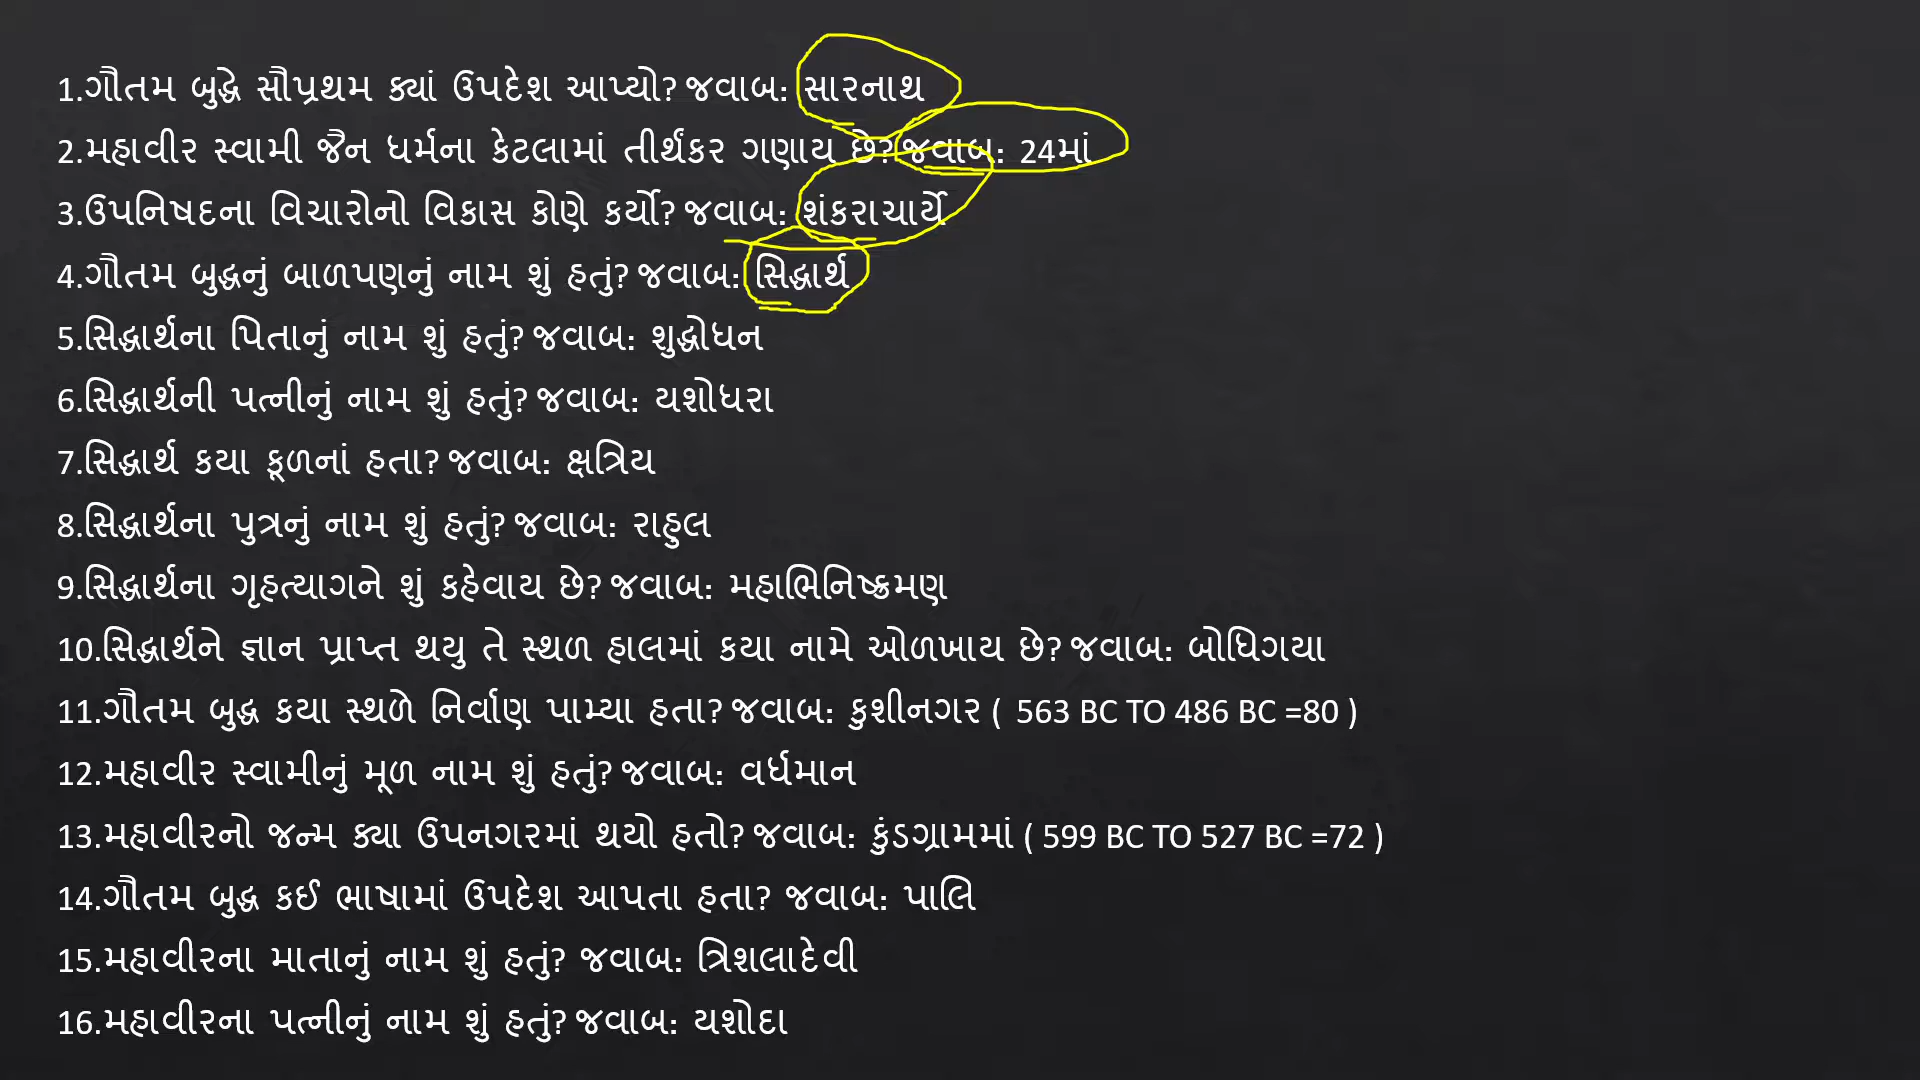 1.ગૌતમ બુદ્ધે સૌપ્રથમ ક્યાં ઉપદેશ આપ્યો? જવાબ: સારનાથ
2.મહાવીર સ્વામી જૈન ધર્મના કેટલામાં તીર્થંકર ગણાય છે? જવાબ: 24માં
3.ઉપનિષદના વિચારોનો વિકાસ કોણે કર્યો? જવાબ: શંકરાચાર્યે
4.ગૌતમ બુદ્ધનું બાળપણનું નામ શું હતું? જવાબ: સિદ્ધાર્થ
5.સિદ્ધાર્થના પિતાનું નામ શું હતું? જવાબ: શુદ્ધોધન
6.સિદ્ધાર્થની પત્નીનું નામ શું હતું? જવાબ: યશોધરા
7.સિદ્ધાર્થ કયા કૂળનાં હતા? જવાબ: ક્ષત્રિય
8.સિદ્ધાર્થના પુત્રનું નામ શું હતું? જવાબ: રાહુલ
9.સિદ્ધાર્થના ગૃહત્યાગને શું કહેવાય છે? જવાબ: મહાભિનિષ્ક્રમણ
10.સિદ્ધાર્થને જ્ઞાન પ્રાપ્ત થયુ તે સ્થળ હાલમાં કયા નામે ઓળખાય છે? જવાબ: બોધિગયા
11.ગૌતમ બુદ્ધ કયા સ્થળે નિર્વાણ પામ્યા હતા? જવાબ: કુશીનગર ( 563 BC TO 486 BC =80 )
12.મહાવીર સ્વામીનું મૂળ નામ શું હતું? જવાબ: વર્ધમાન
13.મહાવીરનો જન્મ ક્યા ઉપનગરમાં થયો હતો? જવાબ: કુંડગ્રામમાં ( 599 BC TO 527 BC =72 )
14.ગૌતમ બુદ્ધ કઈ ભાષામાં ઉપદેશ આપતા હતા? જવાબ: પાલિ
15.મહાવીરના માતાનું નામ શું હતું? જવાબ: ત્રિશલાદેવી
16.મહાવીરના પત્નીનું નામ શું હતું? જવાબ: યશોદા